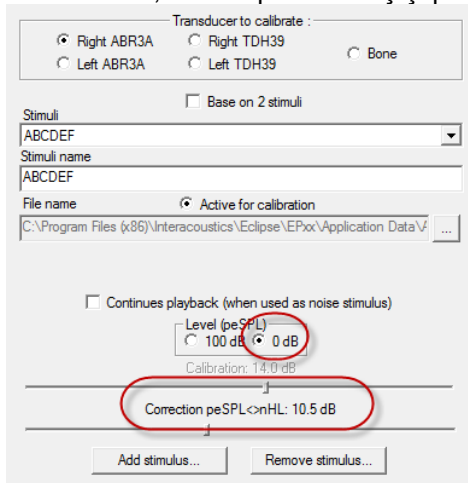 Transducer to calibrate :
Right ABR3A Right TDH39
Bone
Left ABR3A Left TDH39
Base on 2 stimuli
Stimuli
ABCDEF
Stimuli name
ABCDEF
File name Active for calibration
C:\Program Files (x86)\Interacoustics\Eclipse\EPxx\Application Data\A ...
Continues playback (when used as noise stimulus)
Level (peSPL)
100 dB 0 dB
Calibration: 14.0 dB
Correction peSPL<>nHL: 10.5 dB
Add stimulus... Remove stimulus...